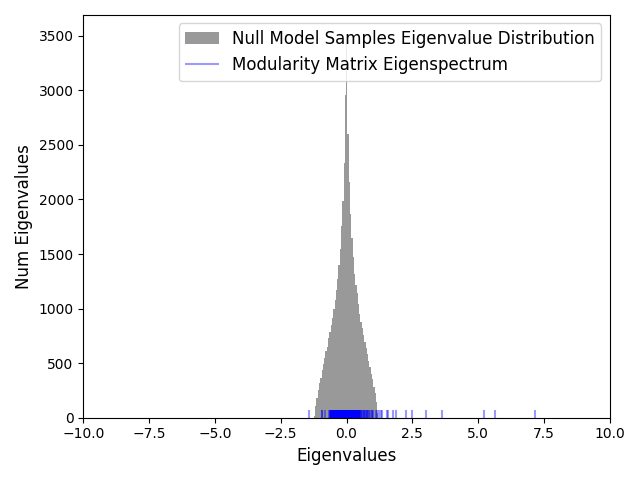 Null Model Samples Eigenvalue Distribution
Modularity Matrix Eigenspectrum
Num Eigenvalues
3500
3000
2500
2000
1500
1000
500
0
−10.0 −7.5 −5.0 −2.5 0.0 2.5 5.0 7.5 10.0
Eigenvalues